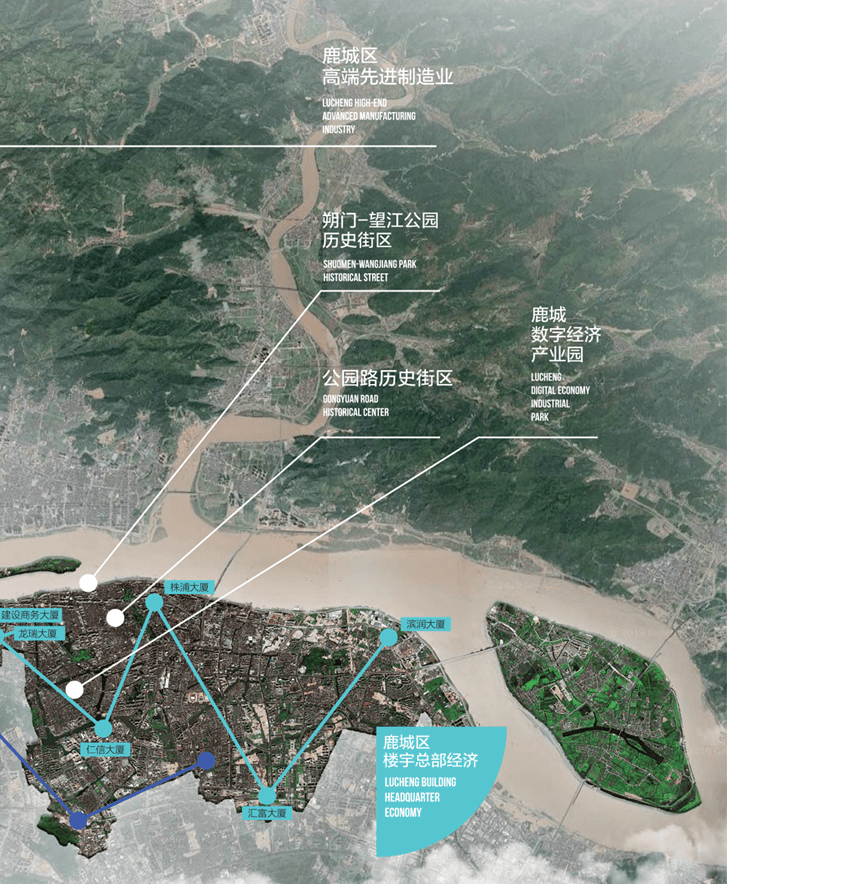 鹿城区
高端先进制造业
LUCHENG HIGH-END
ADVANCED MANUFACTURING
INDUSTRY
朔门-望江公园
历史街区
SHUOMEN-WANGJIANG PARK
HISTORICAL STREET
鹿城
数字经济
产业园
LUCHENG
DIGITAL ECONOMY
INDUSTRIAL
PARK
公园路历史街区
GONGYUAN ROAD
HISTORICAL CENTER
株浦大厦
建设商务大厦
龙瑞大厦
滨润大厦
仁信大厦
汇富大厦
鹿城区
楼宇总部经济
LUCHENG BUILDING
HEADQUARTER
ECONOMY